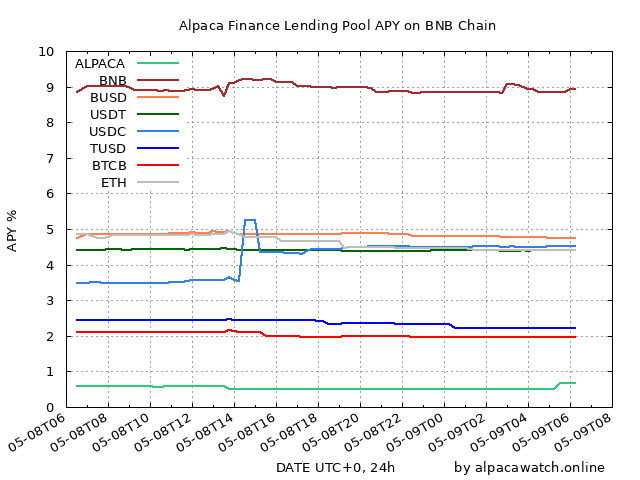 Alpaca Finance Lending Pool APY on BNB Chain
10
9
8
7
6
5
4
3
2
1
0
APY %
ALPACA
BNB
BUSD
USDT
USDC
TUSD
BTCB
ETH
05-08T06
05-08T08
05-08T10
05-08T12
05-08T14
05-08T16
05-08T18
05-08T20
05-08T22
05-09T00
05-09T02
05-09T04
05-09T06
05-09T08
DATE UTC+0, 24h
by alpacawatch.online